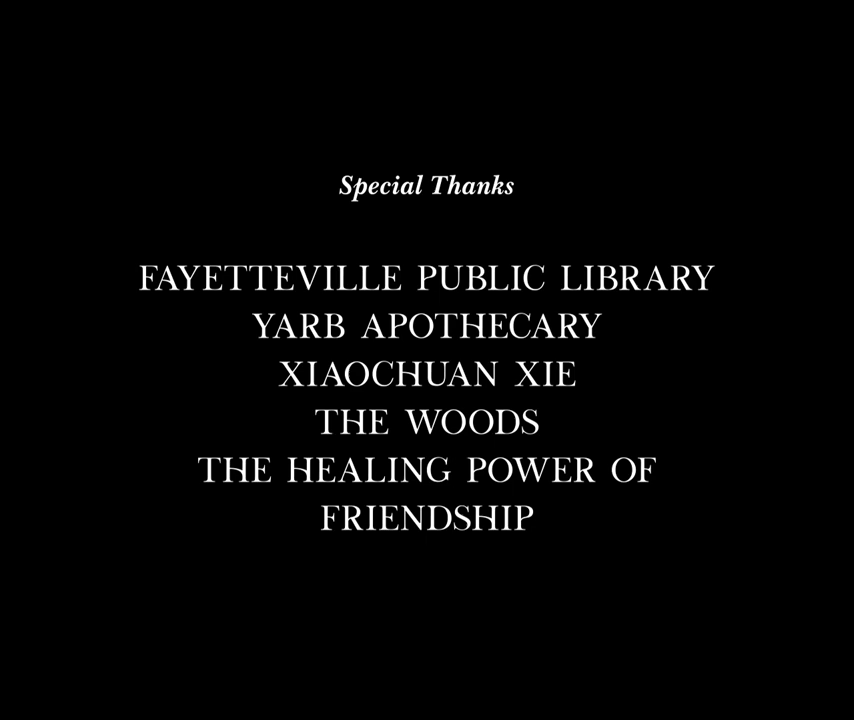 Special Thanks
FAYETTEVILLE PUBLIC LIBRARY
YARB APOTHECARY
XIAOCHUAN XIE
THE WOODS
THE HEALING POWER OF
FRIENDSHIP